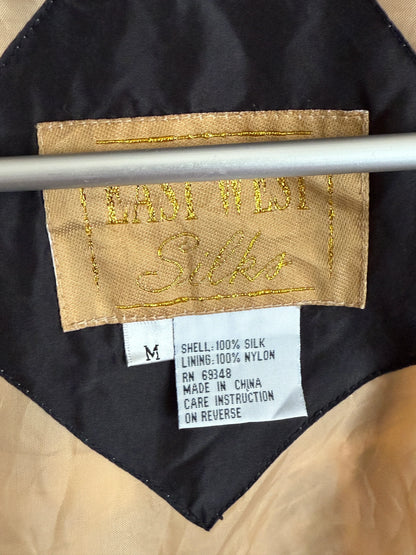 EAST WEST
Silks
M
SHELL: 100% SILK
LINING: 100% NYLON
RN 69348
MADE IN CHINA
CARE INSTRUCTION
ON REVERSE